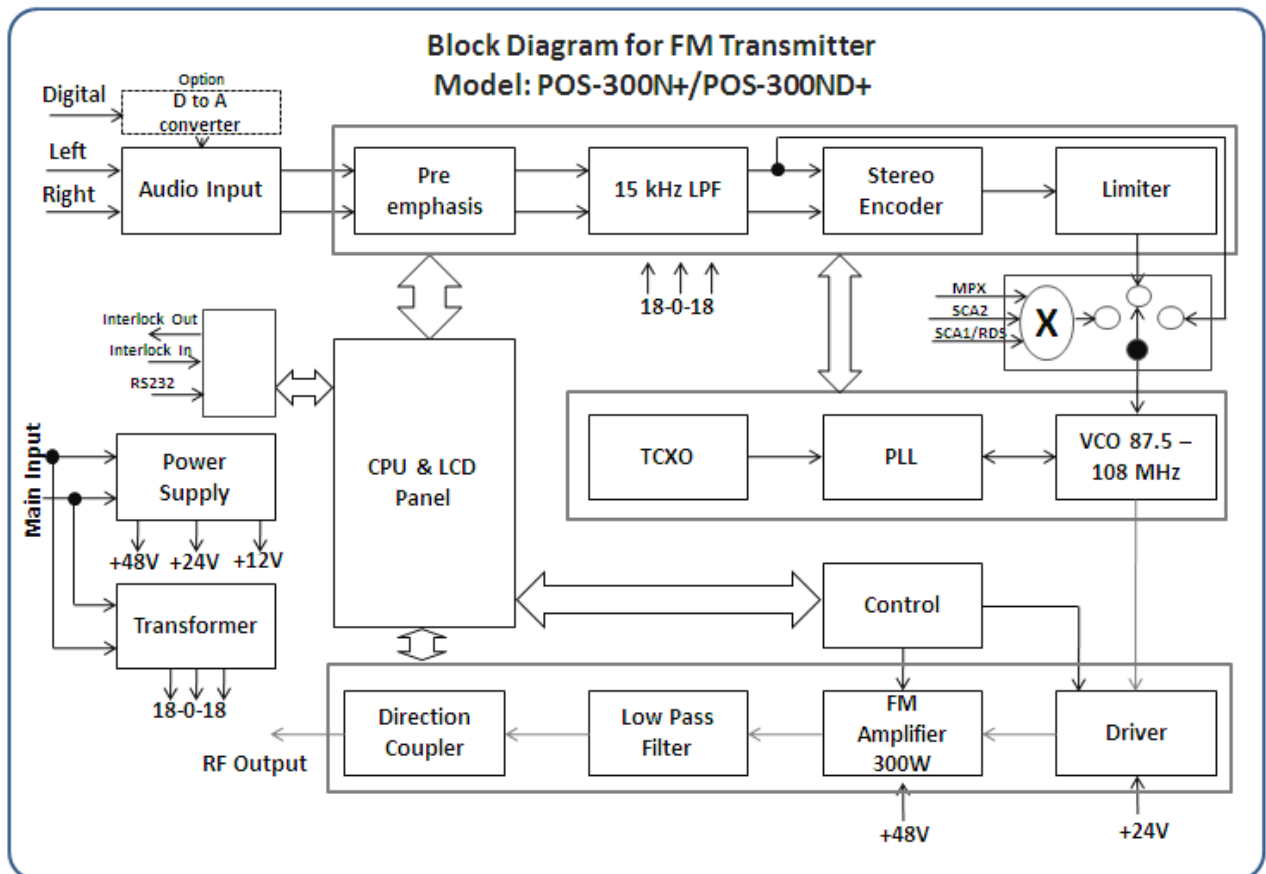 Block Diagram for FM Transmitter
Model: POS-300N+/POS-300ND+
Option
Digital
D to A
converter
Left
Right
Audio Input
Pre
emphasis
15 kHz LPF
Stereo
Encoder
Limiter
18-0-18
MPX
SCA2
SCA1/RDS
X
Interlock Out
Interlock In
RS232
CPU & LCD
Panel
TCXO
PLL
VCO 87.5 –
108 MHz
Main Input
Power
Supply
+48V
+24V
+12V
Transformer
18-0-18
Control
Direction
Coupler
Low Pass
Filter
FM
Amplifier
300W
Driver
RF Output
+48V
+24V